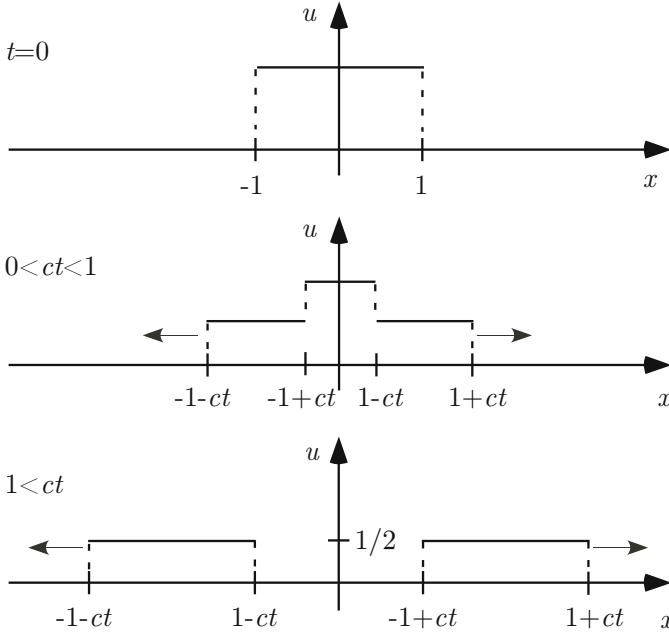 u
t=0
-1 1 x
u
0<ct<1
-1-ct -1+ct 1-ct 1+ct x
u
1<ct
1/2
-1-ct 1-ct -1+ct 1+ct x